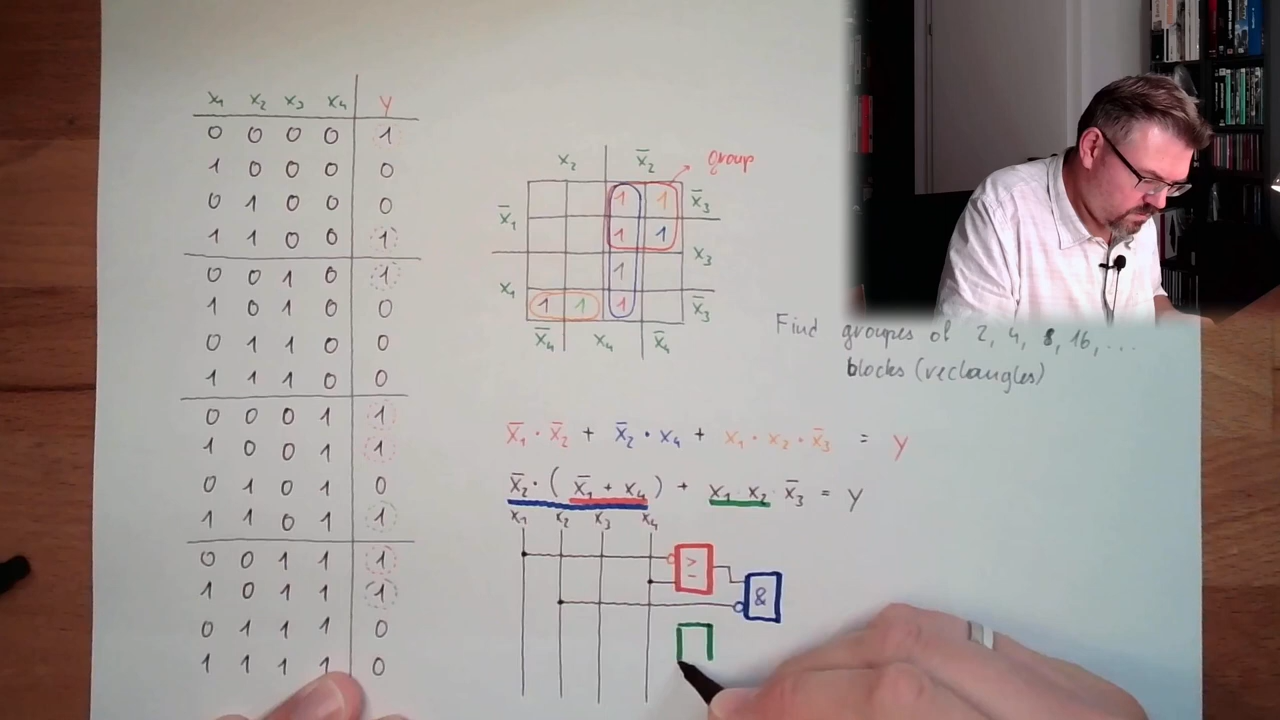 x₁ x₂ x₃ x₄ y
0 0 0 0 1
1 0 0 0 0
0 1 0 0 0
1 1 0 0 1
0 0 1 0 1
1 0 1 0 0
0 1 1 0 0
1 1 1 0 0
0 0 0 1 1
1 0 0 1 1
0 1 0 1 0
1 1 0 1 1
0 0 1 1 1
1 0 1 1 1
0 1 1 1 0
1 1 1 1 0
group
x₂ x̅₂
1 1 x̅₃
x̅₁
1 1
1 x₃
x₁
1 1 1 x̅₃
x̅₄ x₄ x̅₄
Find groupes of 2, 4, 8, 16, ...
blocks (rectangles)
x̅₁ · x̅₂ + x̅₂ · x₄ + x₁ · x₂ · x̅₃ = y
x̅₂ · ( x̅₁ + x₄ ) + x₁ · x₂ · x̅₃ = y
x₁ x₂ x₃ x₄
≥
&